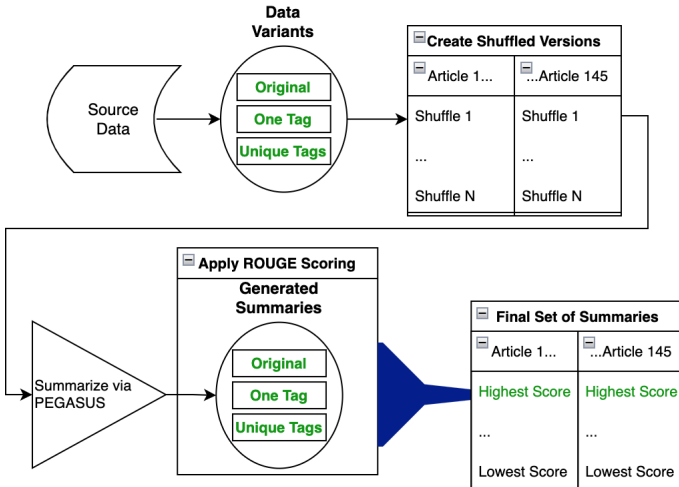 Data
Variants
Source
Data
Original
One Tag
Unique Tags
Create Shuffled Versions
Article 1...
...Article 145
Shuffle 1
Shuffle 1
...
...
Shuffle N
Shuffle N
Summarize via
PEGASUS
Apply ROUGE Scoring
Generated
Summaries
Original
One Tag
Unique Tags
Final Set of Summaries
Article 1...
...Article 145
Highest Score
Highest Score
...
...
Lowest Score
Lowest Score